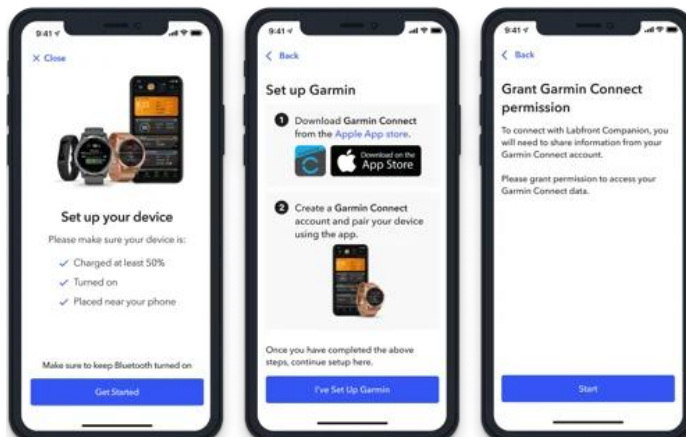 9:41
Close
Set up your device
Please make sure your device is:
Charged at least 50%
Turned on
Placed near your phone
Make sure to keep Bluetooth turned on
Get Started
9:41
Back
Set up Garmin
1 Download Garmin Connect
from the Apple App store.
Download on the
App Store
2 Create a Garmin Connect
account and pair your device
using the app.
Once you have completed the above
steps, continue setup here.
I've Set Up Garmin
9:41
Back
Grant Garmin Connect
permission
To connect with Labfront Companion, you
will need to share information from your
Garmin Connect account.
Please grant permission to access your
Garmin Connect data.
Start